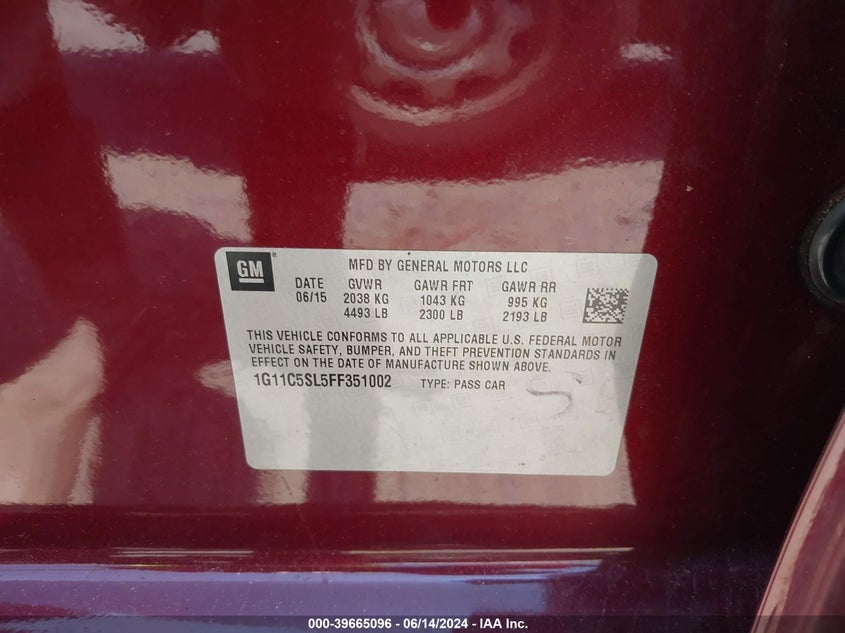 GM
MFD BY GENERAL MOTORS LLC
DATE GVWR GAWR FRT GAWR RR
06/15 2038 KG 1043 KG 995 KG
4493 LB 2300 LB 2193 LB
THIS VEHICLE CONFORMS TO ALL APPLICABLE U.S. FEDERAL MOTOR
VEHICLE SAFETY, BUMPER, AND THEFT PREVENTION STANDARDS IN
EFFECT ON THE DATE OF MANUFACTURE SHOWN ABOVE.
1G11C5SL5FF351002 TYPE: PASS CAR
S
000-39665096 - 06/14/2024 - IAA Inc.